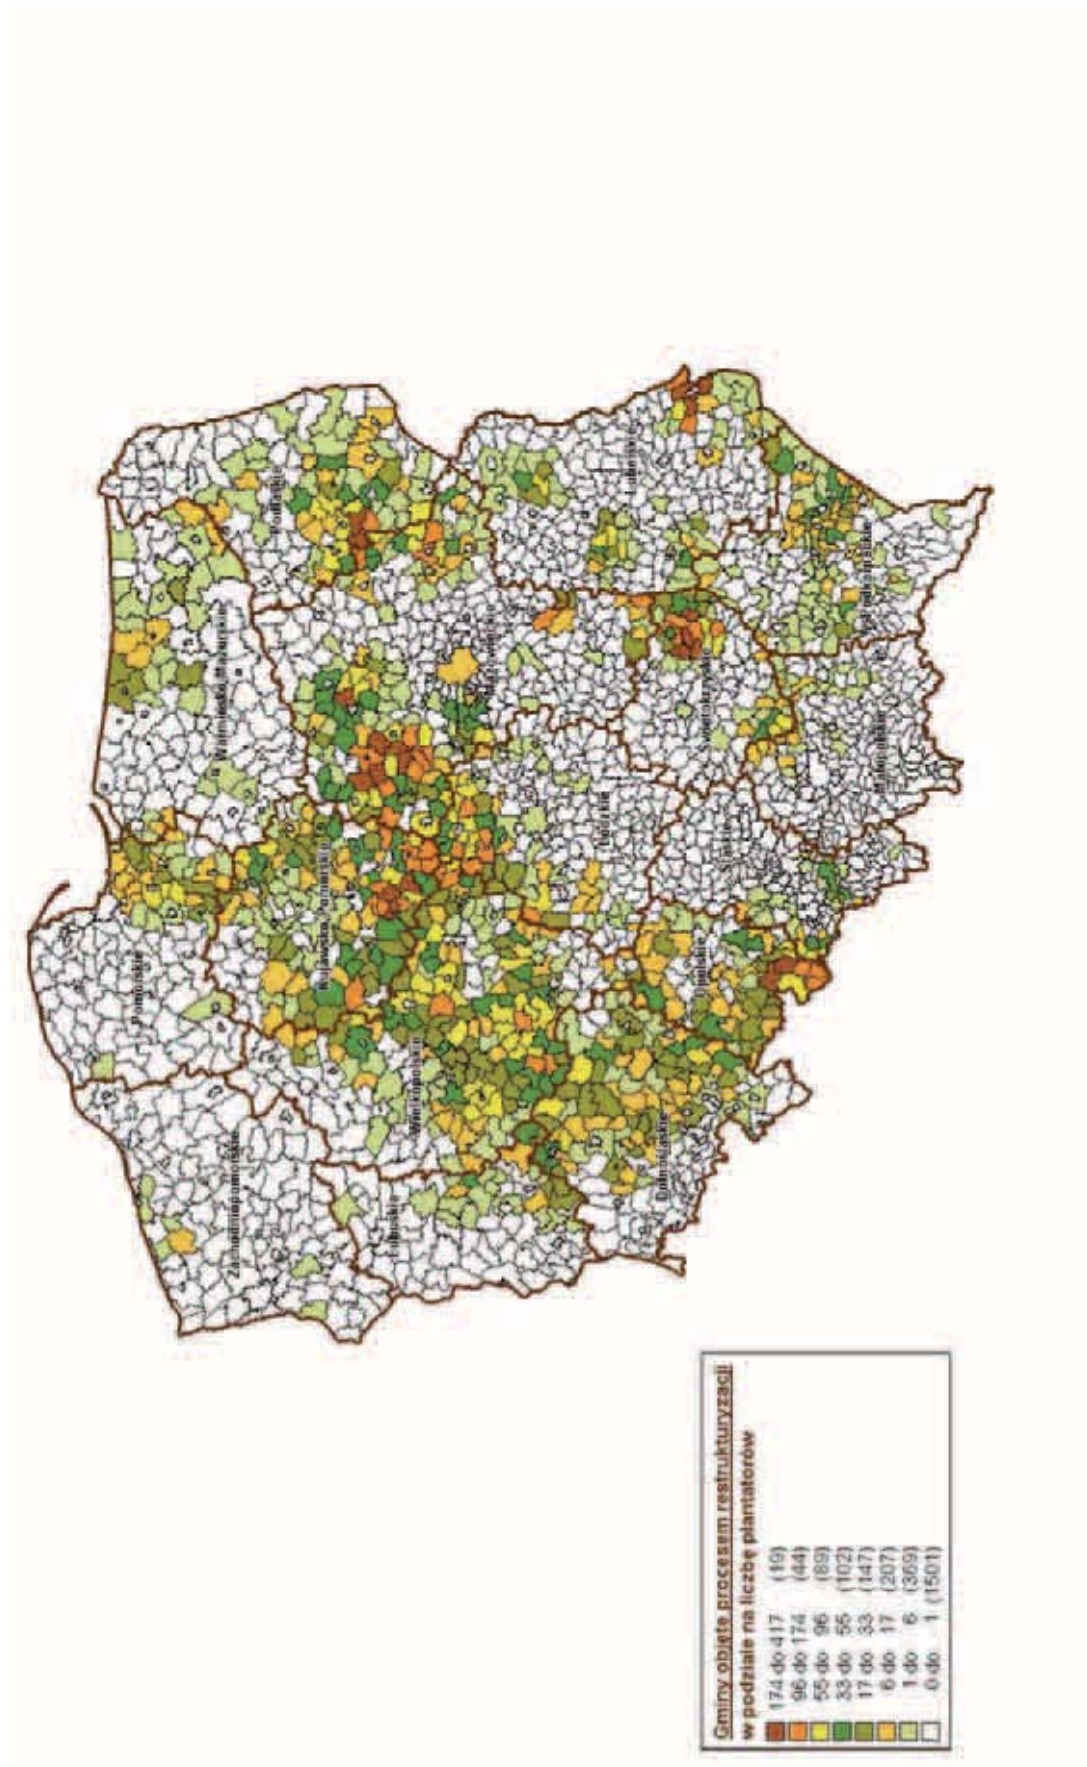 Pomorskie
Warmińsko-Mazurskie
Podlaskie
Zachodniopomorskie
Kujawsko-Pomorskie
Mazowieckie
Lubuskie
Wielkopolskie
Łódzkie
Lubelskie
Dolnośląskie
Opolskie
Śląskie
Świętokrzyskie
Małopolskie
Podkarpackie
Gminy objęte procesem restrukturyzacji
w podziale na liczbę plantatorów
174 do 417 (19)
96 do 174 (44)
55 do 96 (89)
33 do 55 (102)
17 do 33 (147)
6 do 17 (207)
1 do 6 (369)
0 do 1 (1501)